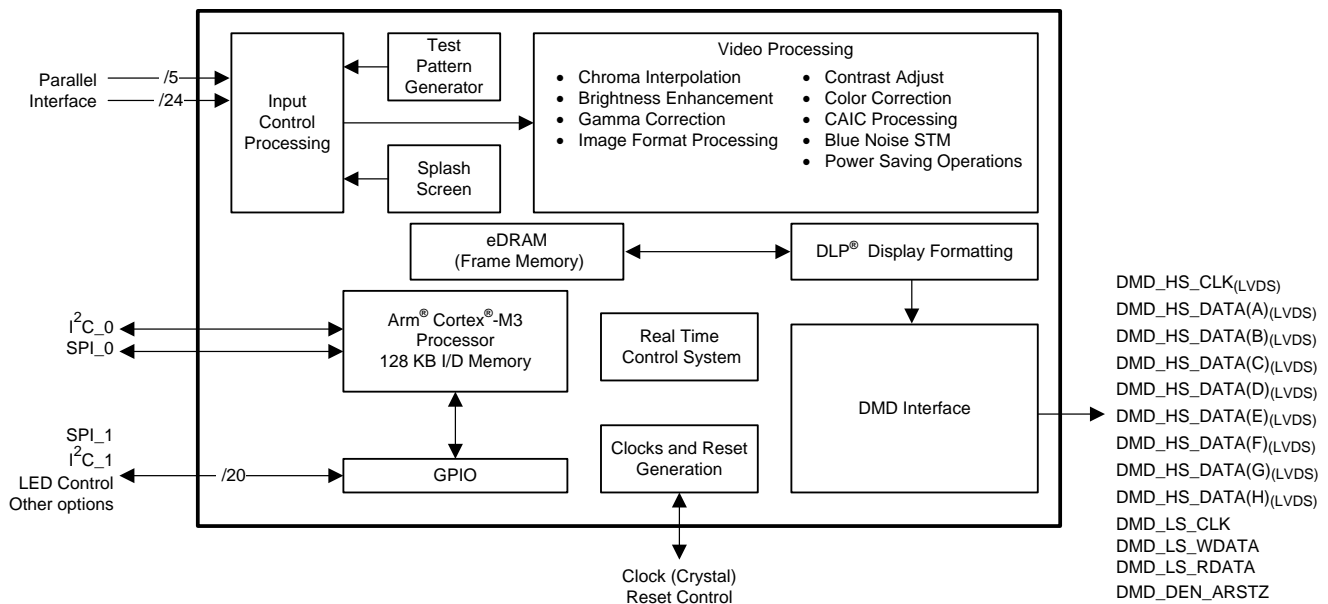 Parallel
Interface
/5
/24
Input
Control
Processing
Test
Pattern
Generator
Splash
Screen
Video Processing
• Chroma Interpolation
• Brightness Enhancement
• Gamma Correction
• Image Format Processing
• Contrast Adjust
• Color Correction
• CAIC Processing
• Blue Noise STM
• Power Saving Operations
eDRAM
(Frame Memory)
DLP® Display Formatting
I²C_0
SPI_0
Arm® Cortex®-M3
Processor
128 KB I/D Memory
Real Time
Control System
DMD Interface
SPI_1
I²C_1
LED Control
Other options
/20
GPIO
Clocks and Reset
Generation
Clock (Crystal)
Reset Control
DMD_HS_CLK(LVDS)
DMD_HS_DATA(A)(LVDS)
DMD_HS_DATA(B)(LVDS)
DMD_HS_DATA(C)(LVDS)
DMD_HS_DATA(D)(LVDS)
DMD_HS_DATA(E)(LVDS)
DMD_HS_DATA(F)(LVDS)
DMD_HS_DATA(G)(LVDS)
DMD_HS_DATA(H)(LVDS)
DMD_LS_CLK
DMD_LS_WDATA
DMD_LS_RDATA
DMD_DEN_ARSTZ